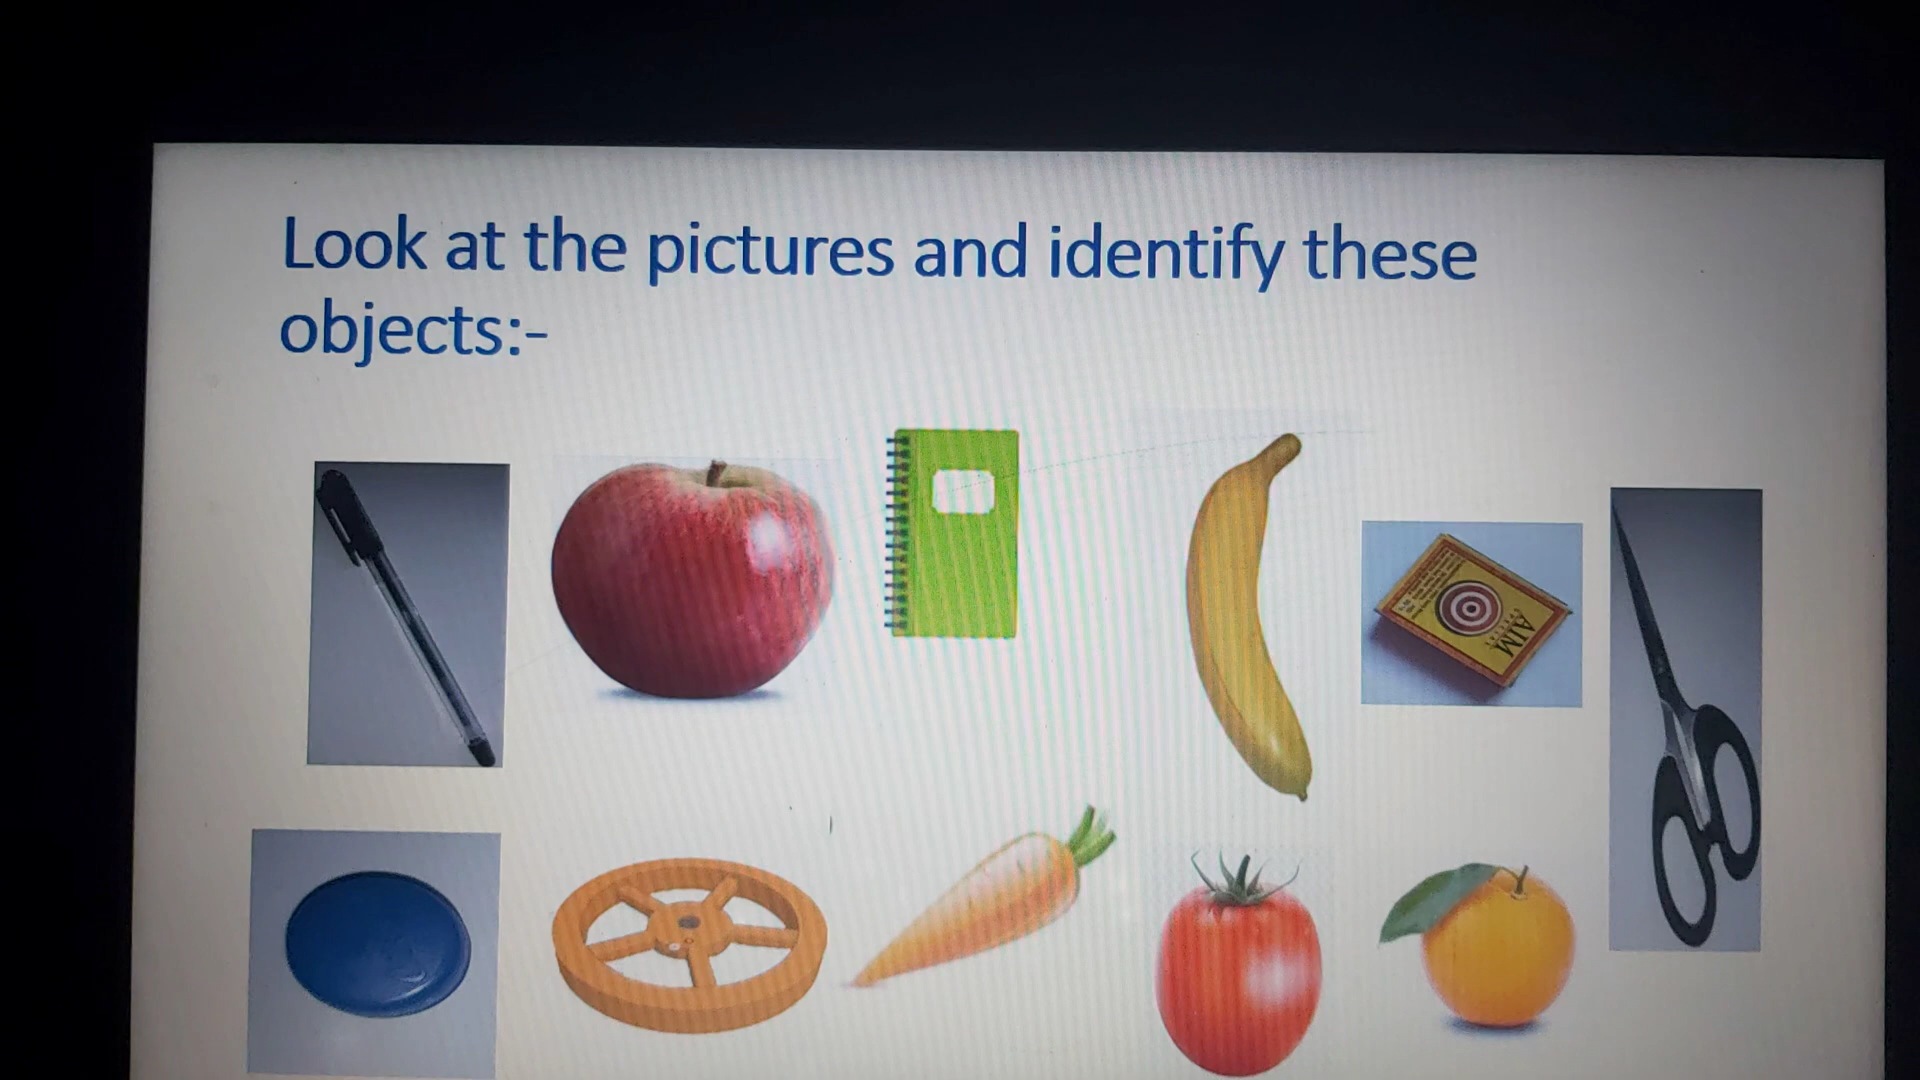 Look at the pictures and identify these
objects:-
AIM